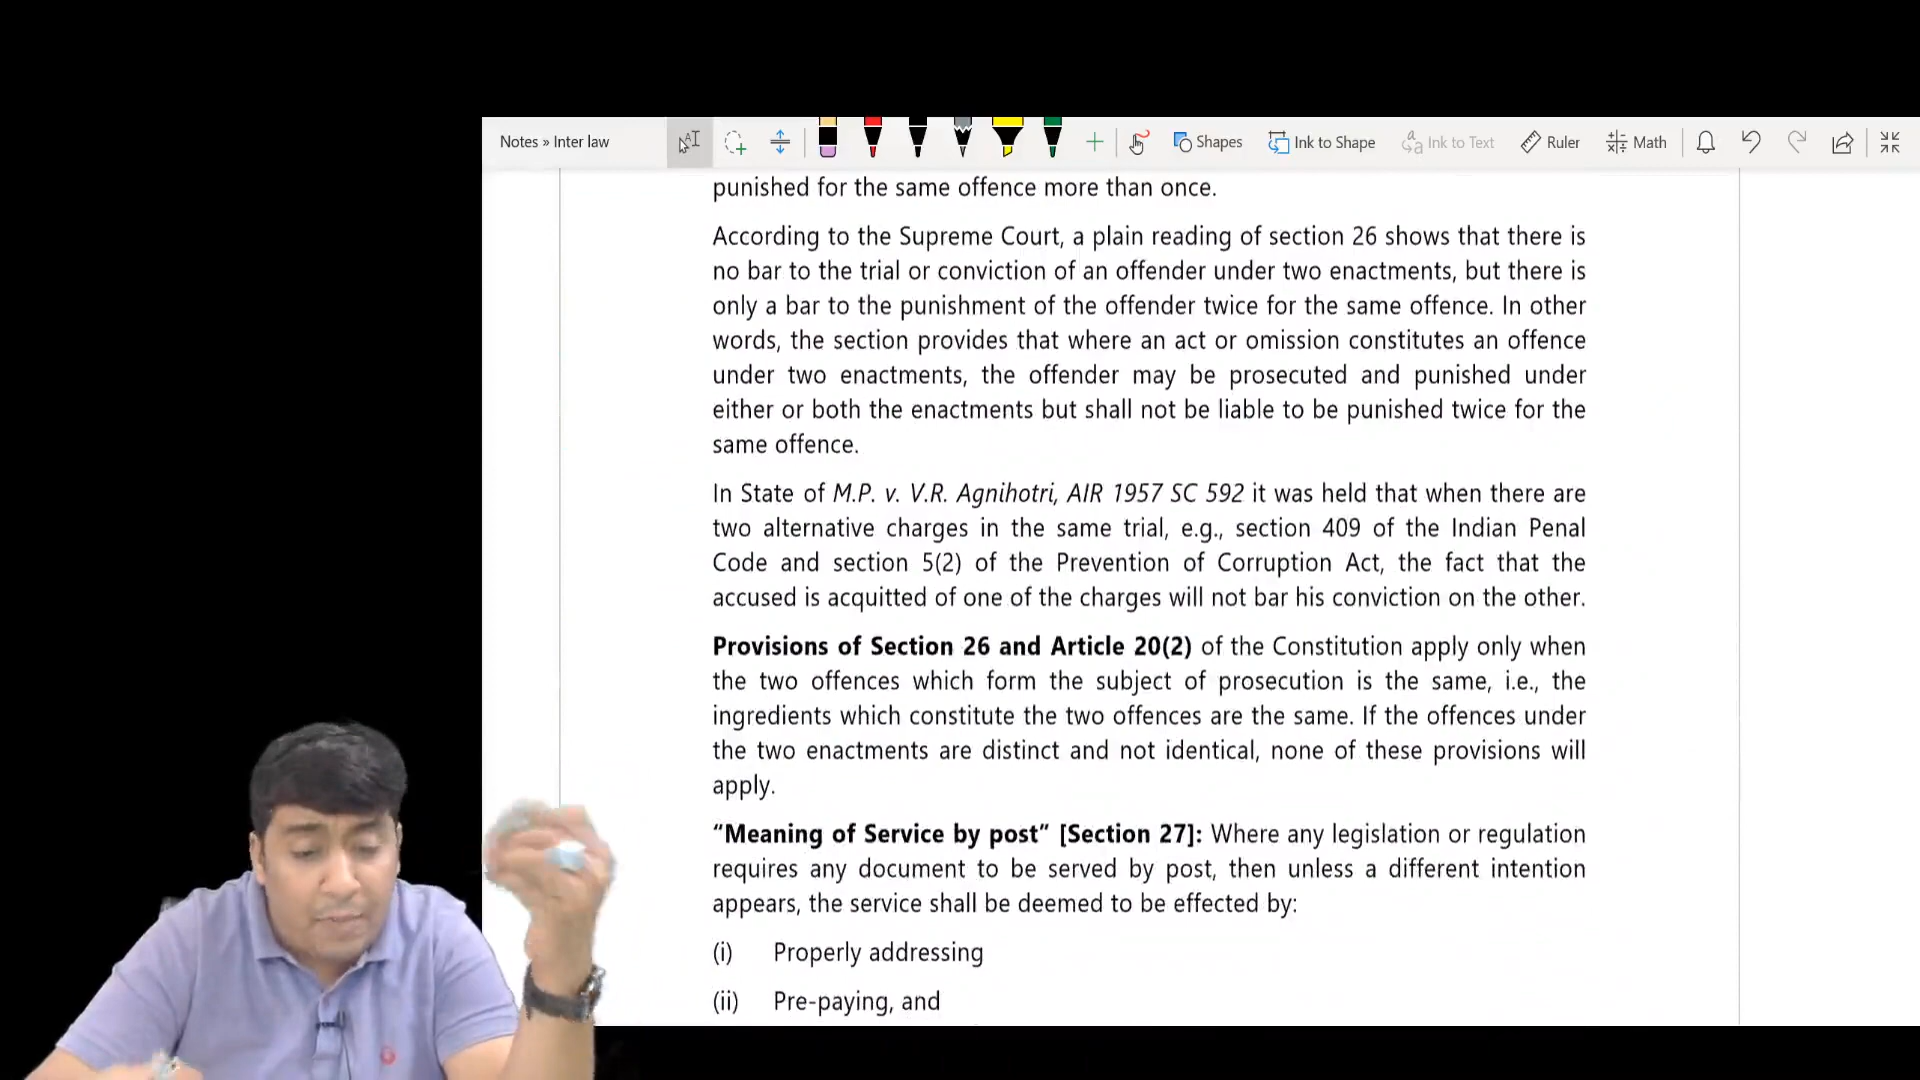 Notes » Inter law
Shapes
Ink to Shape
Ink to Text
Ruler
Math
punished for the same offence more than once.
According to the Supreme Court, a plain reading of section 26 shows that there is
no bar to the trial or conviction of an offender under two enactments, but there is
only a bar to the punishment of the offender twice for the same offence. In other
words, the section provides that where an act or omission constitutes an offence
under two enactments, the offender may be prosecuted and punished under
either or both the enactments but shall not be liable to be punished twice for the
same offence.
In State of M.P. v. V.R. Agnihotri, AIR 1957 SC 592 it was held that when there are
two alternative charges in the same trial, e.g., section 409 of the Indian Penal
Code and section 5(2) of the Prevention of Corruption Act, the fact that the
accused is acquitted of one of the charges will not bar his conviction on the other.
Provisions of Section 26 and Article 20(2) of the Constitution apply only when
the two offences which form the subject of prosecution is the same, i.e., the
ingredients which constitute the two offences are the same. If the offences under
the two enactments are distinct and not identical, none of these provisions will
apply.
“Meaning of Service by post” [Section 27]: Where any legislation or regulation
requires any document to be served by post, then unless a different intention
appears, the service shall be deemed to be effected by:
(i) Properly addressing
(ii) Pre-paying, and